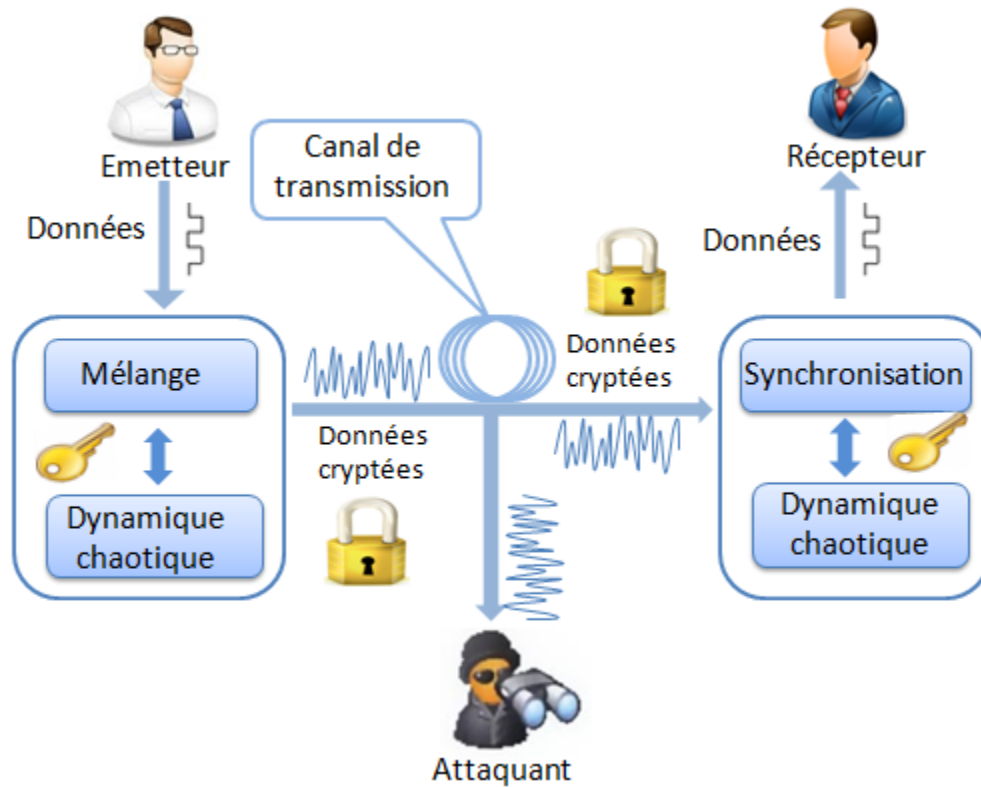 Emetteur
Récepteur
Canal de
transmission
Données
Données
Mélange
Données
cryptées
Synchronisation
Données
cryptées
Dynamique
chaotique
Dynamique
chaotique
Attaquant